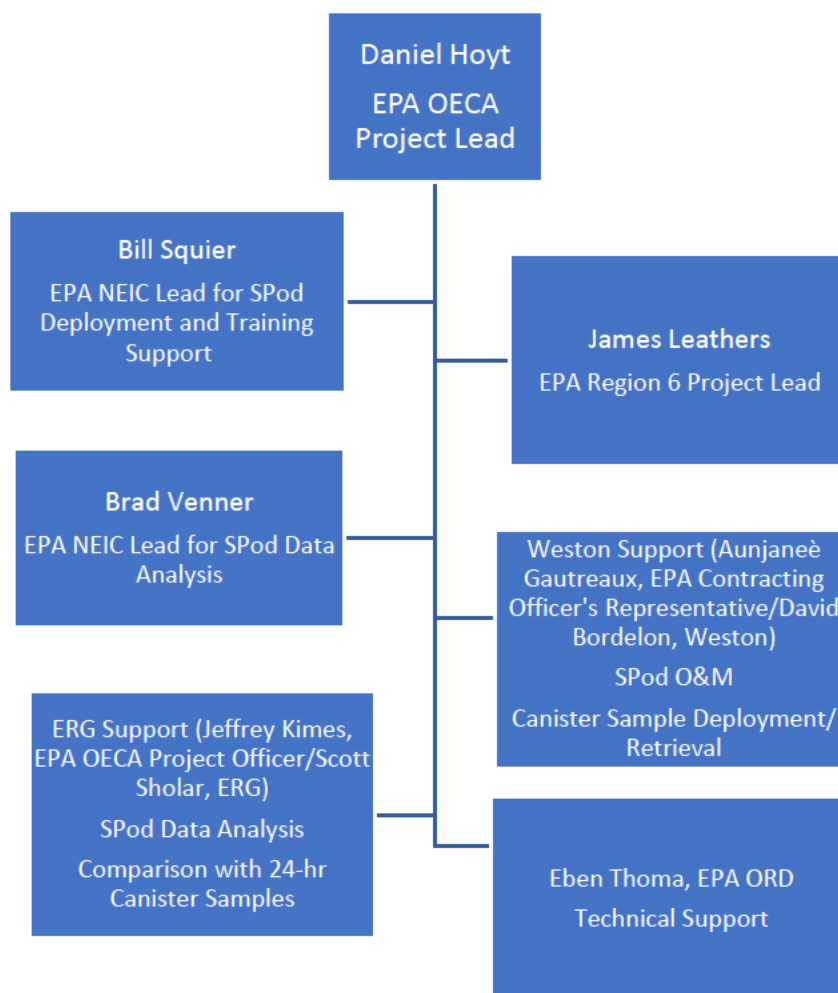 Daniel Hoyt
EPA OECA
Project Lead
Bill Squier
EPA NEIC Lead for SPod
Deployment and Training
Support
James Leathers
EPA Region 6 Project Lead
Brad Venner
EPA NEIC Lead for SPod Data
Analysis
Weston Support (Aunjaneè
Gautreaux, EPA Contracting
Officer's Representative/David
Bordelon, Weston)
SPod O&M
Canister Sample Deployment/
Retrieval
ERG Support (Jeffrey Kimes,
EPA OECA Project Officer/Scott
Sholar, ERG)
SPod Data Analysis
Comparison with 24-hr
Canister Samples
Eben Thoma, EPA ORD
Technical Support